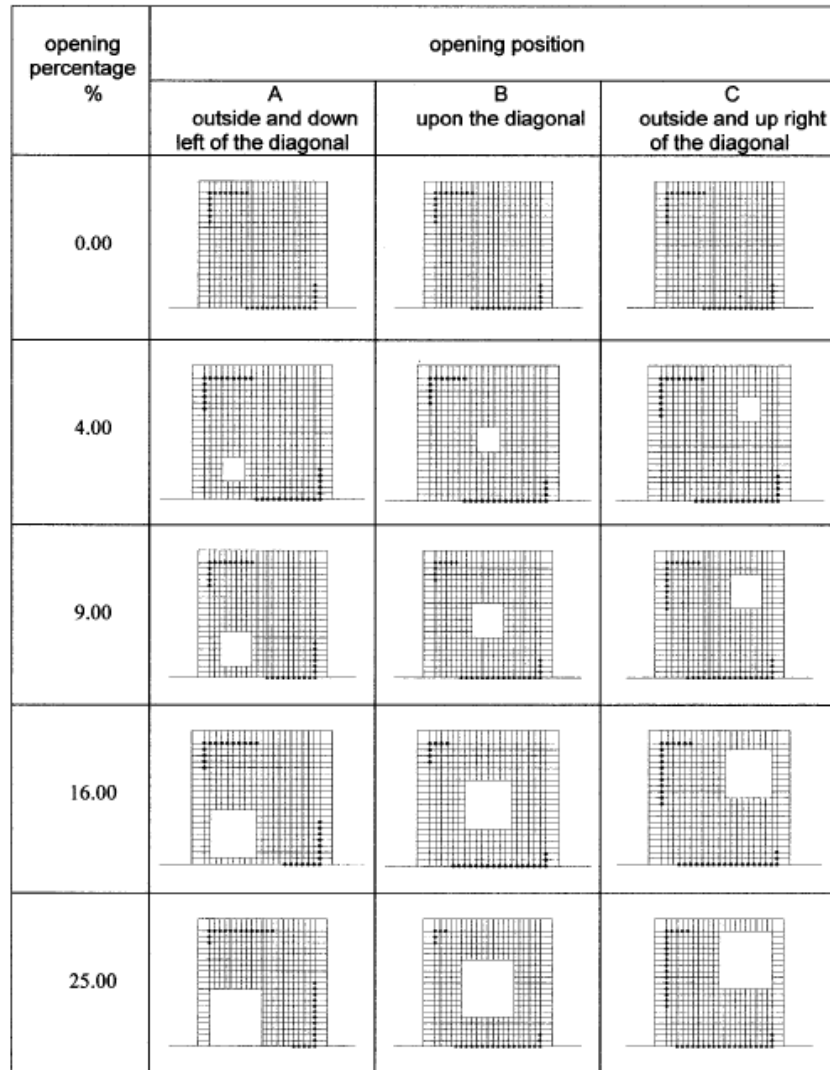 opening
percentage
%
opening position
A
outside and down
left of the diagonal
B
upon the diagonal
C
outside and up right
of the diagonal
0.00
4.00
9.00
16.00
25.00